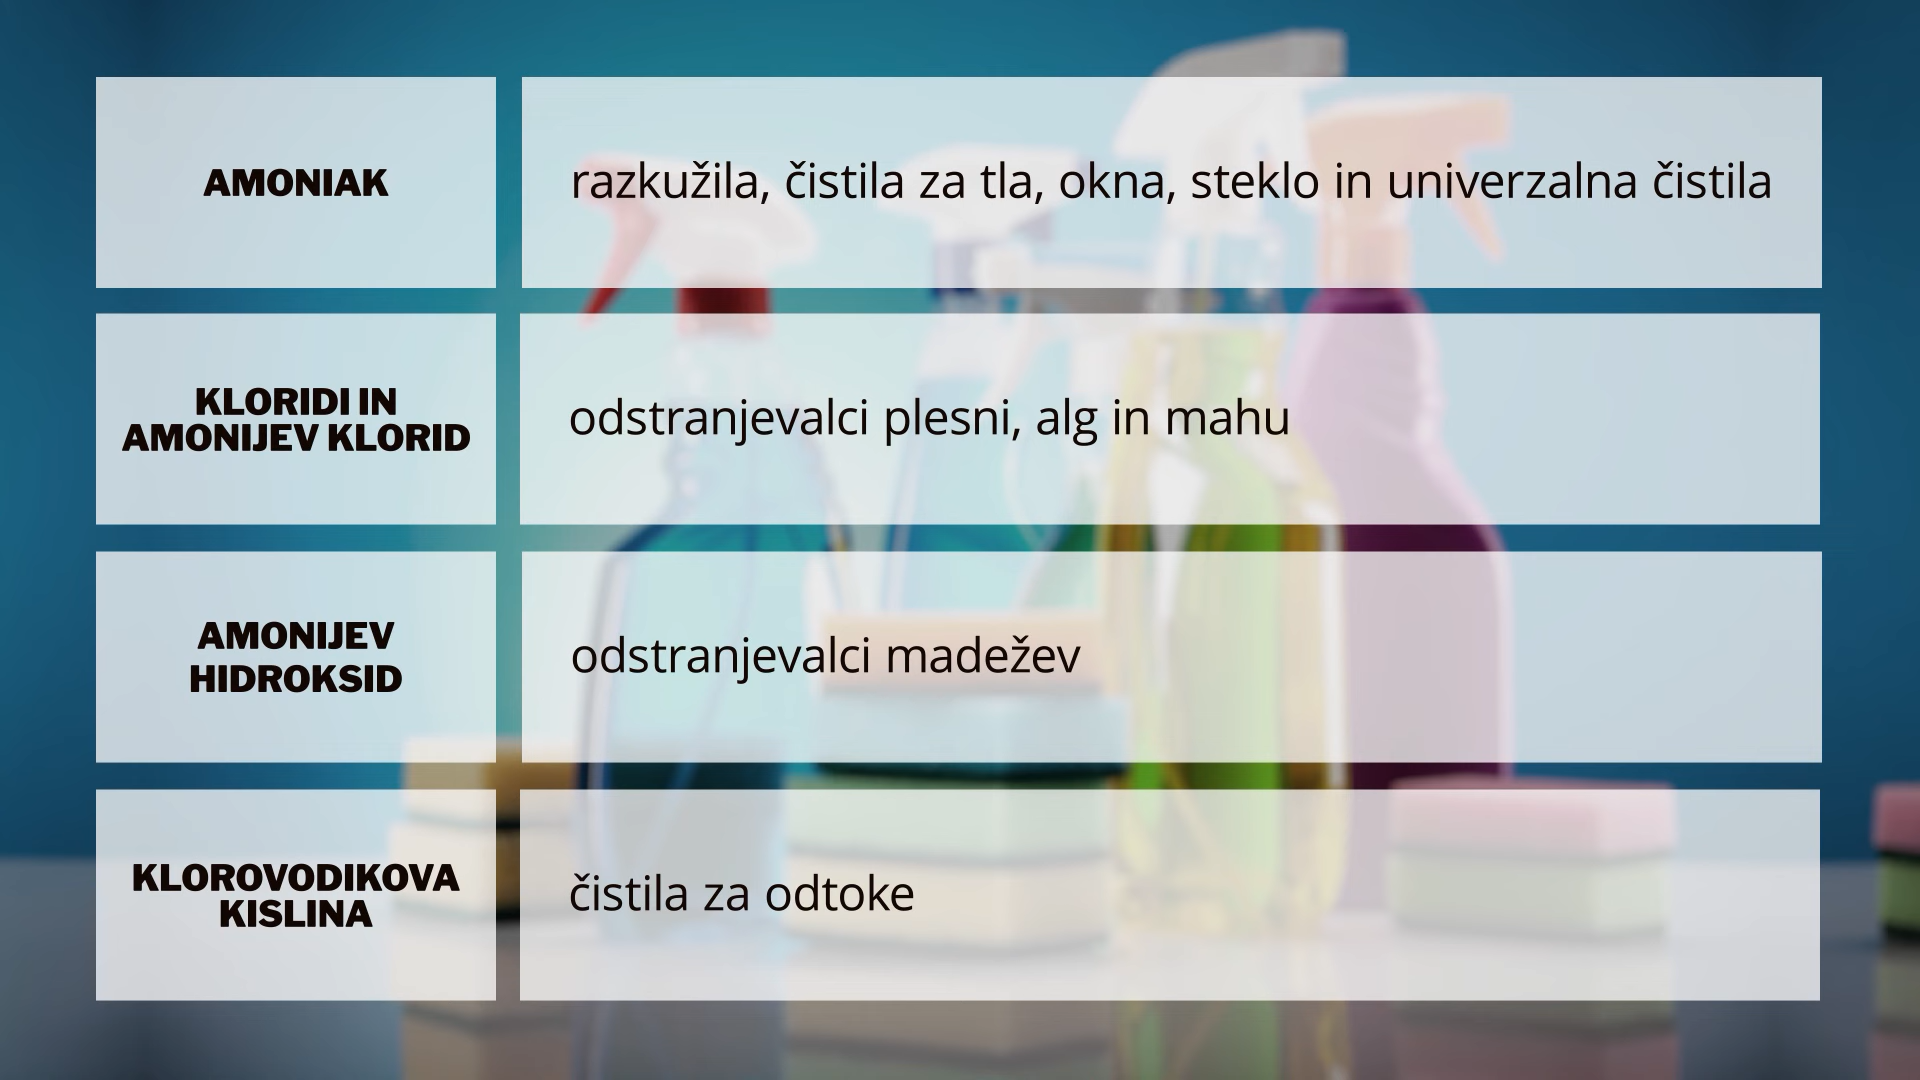 AMONIAK
razkužila, čistila za tla, okna, steklo in univerzalna čistila
KLORIDI IN
AMONIJEV KLORID
odstranjevalci plesni, alg in mahu
AMONIJEV
HIDROKSID
odstranjevalci madežev
KLOROVODIKOVA
KISLINA
čistila za odtoke